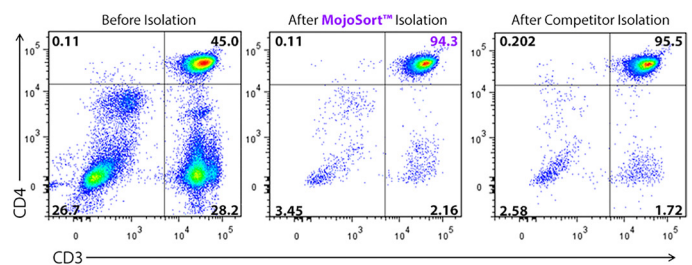 Before Isolation
After MojoSort™ Isolation
After Competitor Isolation
0.11 45.0
26.7 28.2
0.11 94.3
3.45 2.16
0.202 95.5
2.58 1.72
10⁵
10⁴
10³
0
0 10³ 10⁴ 10⁵
10⁵
10⁴
10³
0
0 10³ 10⁴ 10⁵
10⁵
10⁴
10³
0
0 10³ 10⁴ 10⁵
CD4
CD3